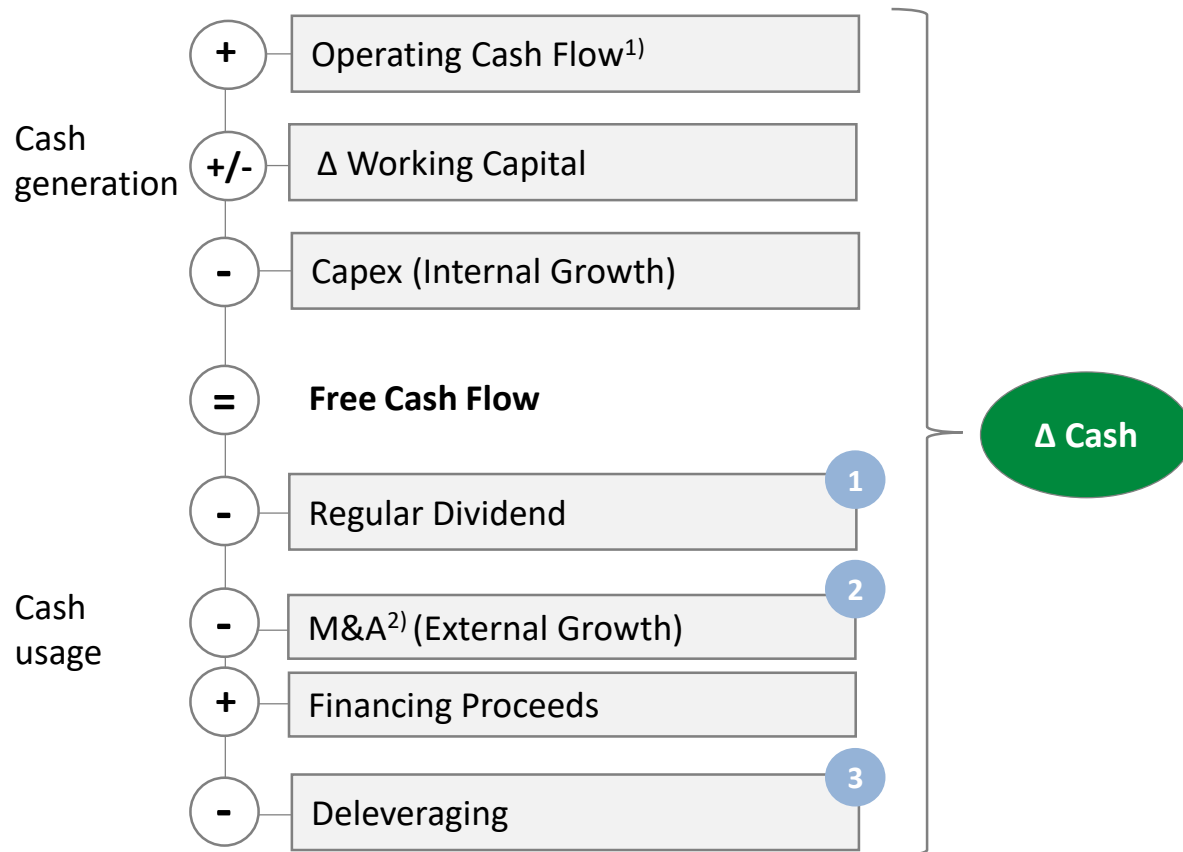 +
Operating Cash Flow1)
Cash
generation
+/-
Δ Working Capital
-
Capex (Internal Growth)
=
Free Cash Flow
Δ Cash
-
Regular Dividend
1
Cash
usage
-
M&A2) (External Growth)
2
+
Financing Proceeds
-
Deleveraging
3